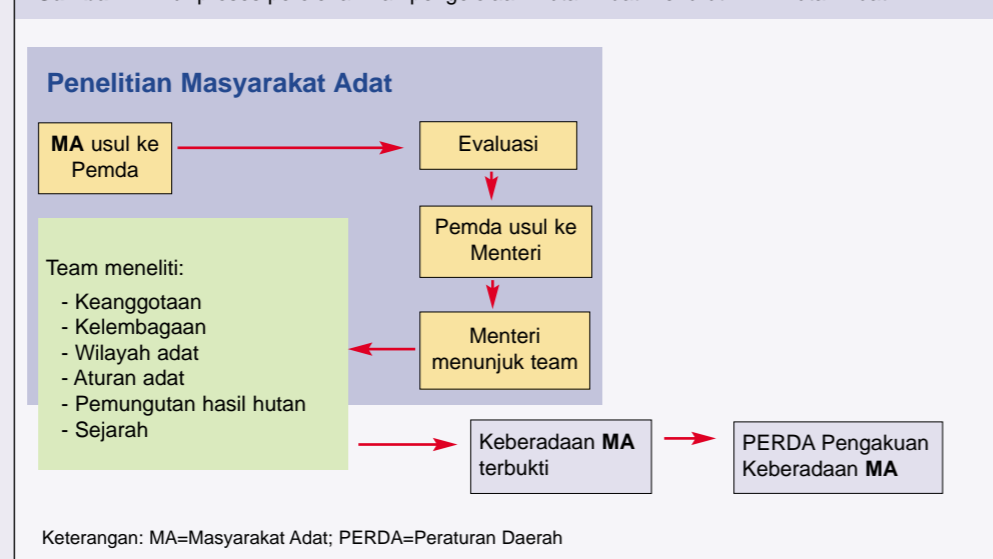 Penelitian Masyarakat Adat
MA usul ke
Pemda
Evaluasi
Pemda usul ke
Menteri
Menteri
menunjuk team
Team meneliti:
- Keanggotaan
- Kelembagaan
- Wilayah adat
- Aturan adat
- Pemungutan hasil hutan
- Sejarah
Keberadaan MA
terbukti
PERDA Pengakuan
Keberadaan MA
Keterangan: MA=Masyarakat Adat; PERDA=Peraturan Daerah